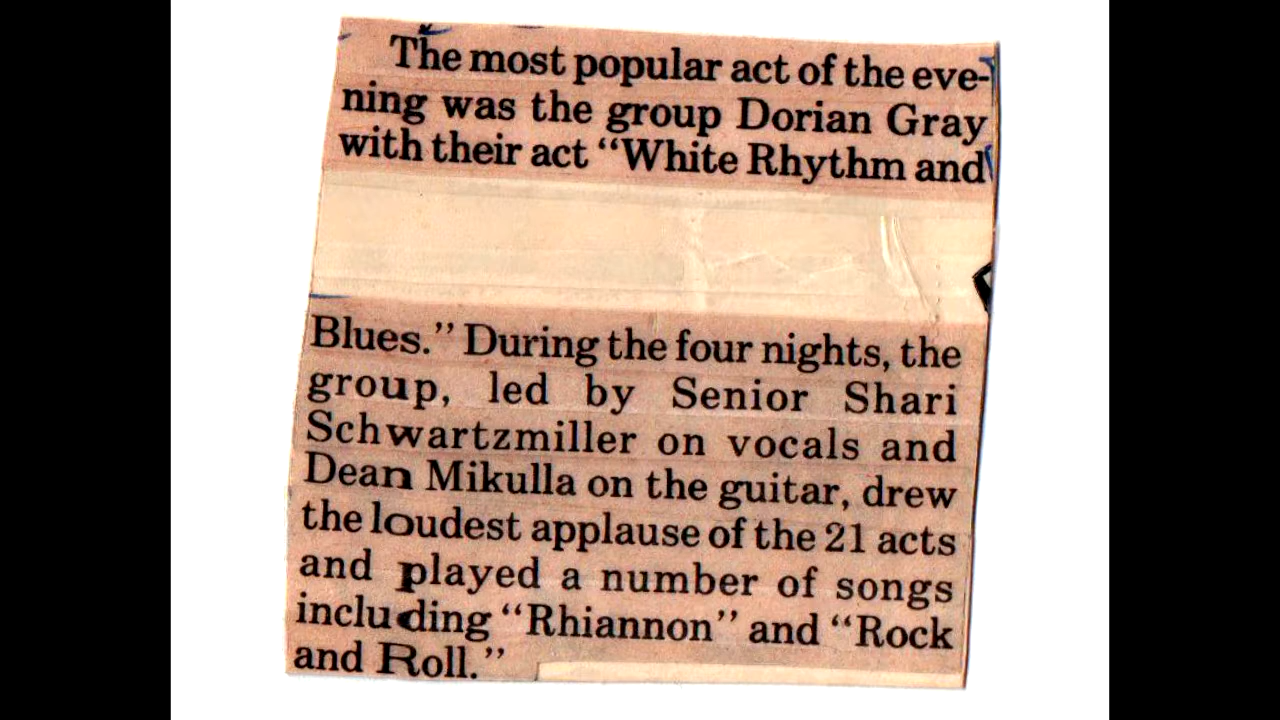 The most popular act of the eve-
ning was the group Dorian Gray
with their act “White Rhythm and
Blues.” During the four nights, the
group, led by Senior Shari
Schwartzmiller on vocals and
Dean Mikulla on the guitar, drew
the loudest applause of the 21 acts
and played a number of songs
including “Rhiannon” and “Rock
and Roll.”